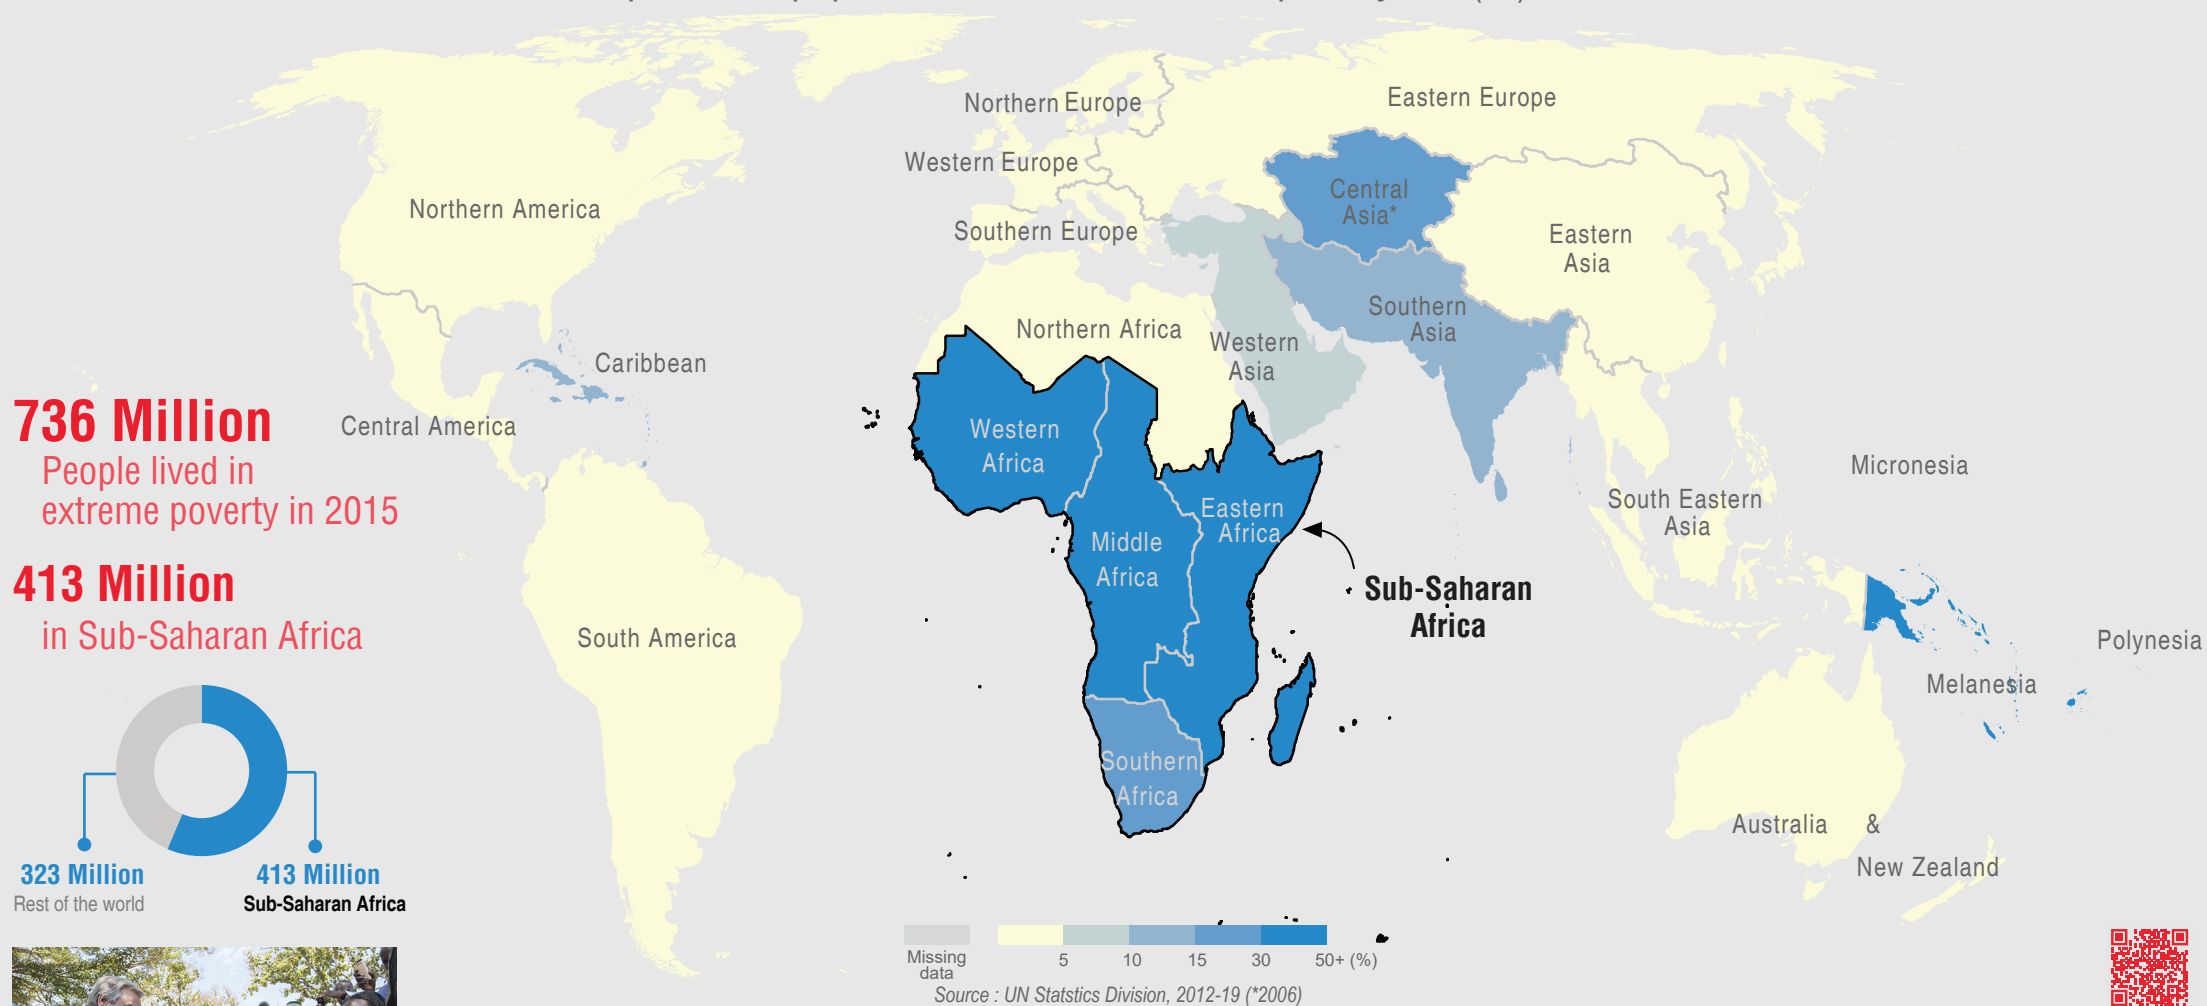 Northern Europe
Eastern Europe
Western Europe
Northern America
Central
Asia*
Southern Europe
Eastern
Asia
Southern
Asia
Northern Africa
Western
Asia
Caribbean
736 Million
People lived in
extreme poverty in 2015
Central America
Western
Africa
Micronesia
South Eastern
Asia
Eastern
Africa
Middle
Africa
413 Million
in Sub-Saharan Africa
Sub-Saharan
Africa
South America
Polynesia
Melanesia
Southern
Africa
Australia &
New Zealand
323 Million
Rest of the world
413 Million
Sub-Saharan Africa
Missing
data
5 10 15 30 50+ (%)
Source : UN Statstics Division, 2012-19 (*2006)